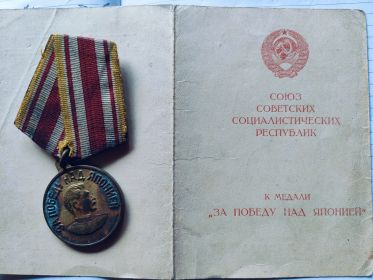 ЗА ПОБЕДУ НАД ЯПОНИЕЙ
СОЮЗ
СОВЕТСКИХ
СОЦИАЛИСТИЧЕСКИХ
РЕСПУБЛИК
К МЕДАЛИ
„ЗА ПОБЕДУ НАД ЯПОНИЕЙ"